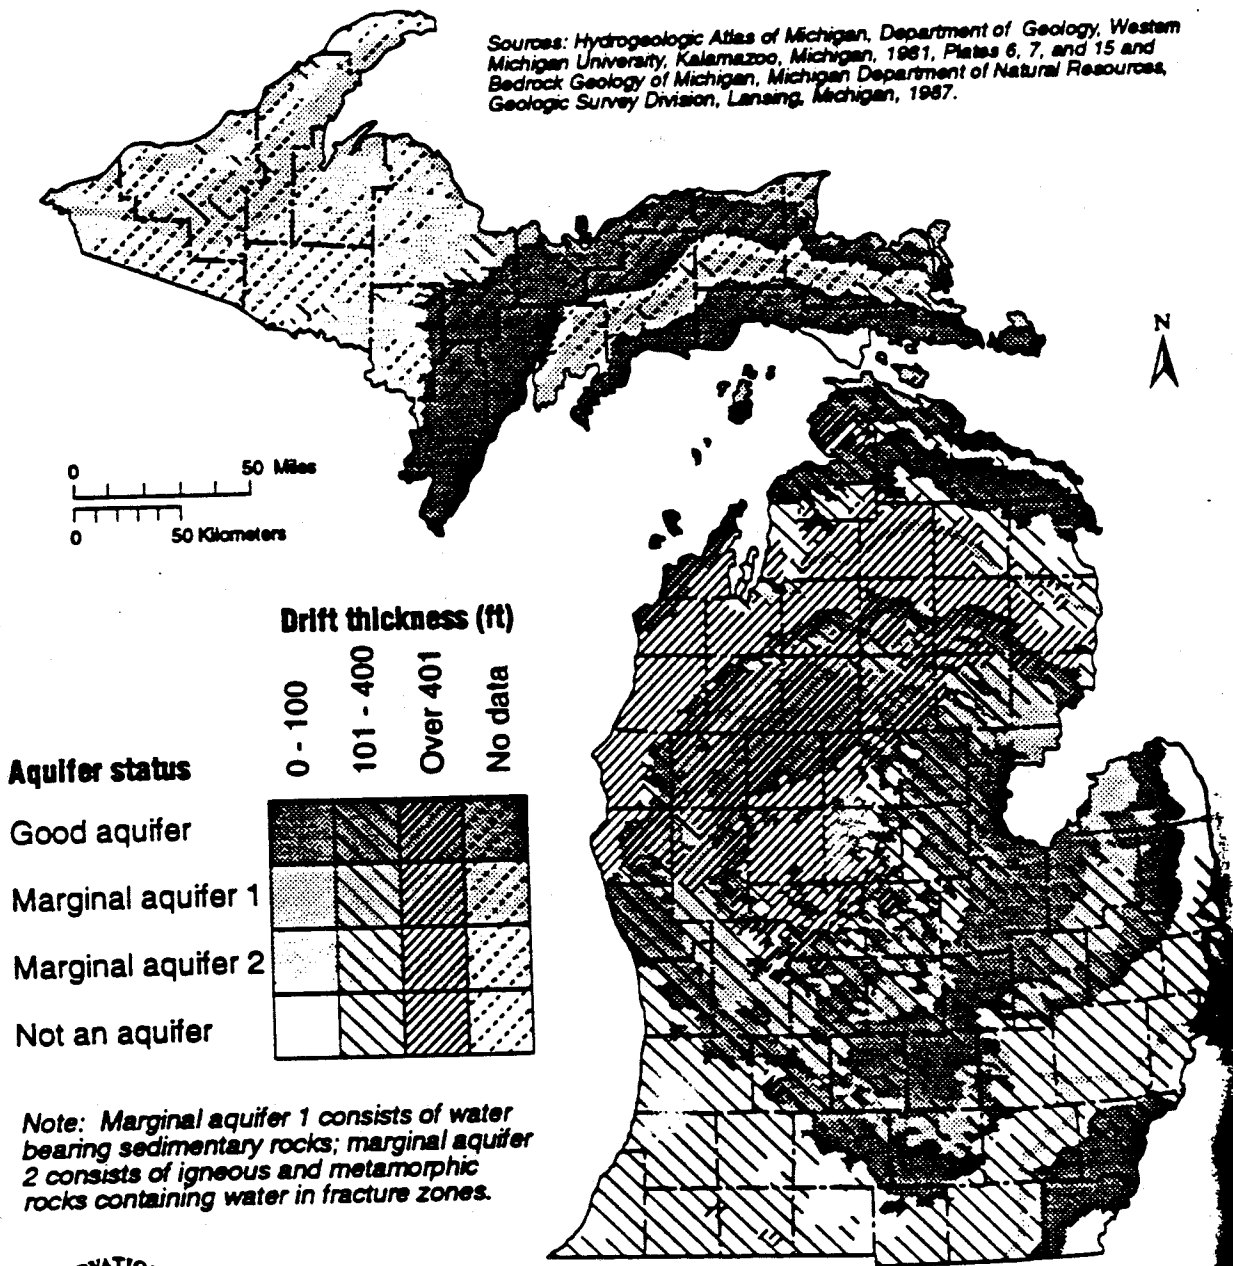 Sources: Hydrogeologic Atlas of Michigan, Department of Geology, Western
Michigan University, Kalamazoo, Michigan, 1981, Plates 6, 7, and 15 and
Bedrock Geology of Michigan, Michigan Department of Natural Resources,
Geologic Survey Division, Lansing, Michigan, 1987.
N
0 50 Miles
0 50 Kilometers
Drift thickness (ft)
0 - 100
101 - 400
Over 401
No data
Aquifer status
Good aquifer
Marginal aquifer 1
Marginal aquifer 2
Not an aquifer
Note: Marginal aquifer 1 consists of water
bearing sedimentary rocks; marginal aquifer
2 consists of igneous and metamorphic
rocks containing water in fracture zones.